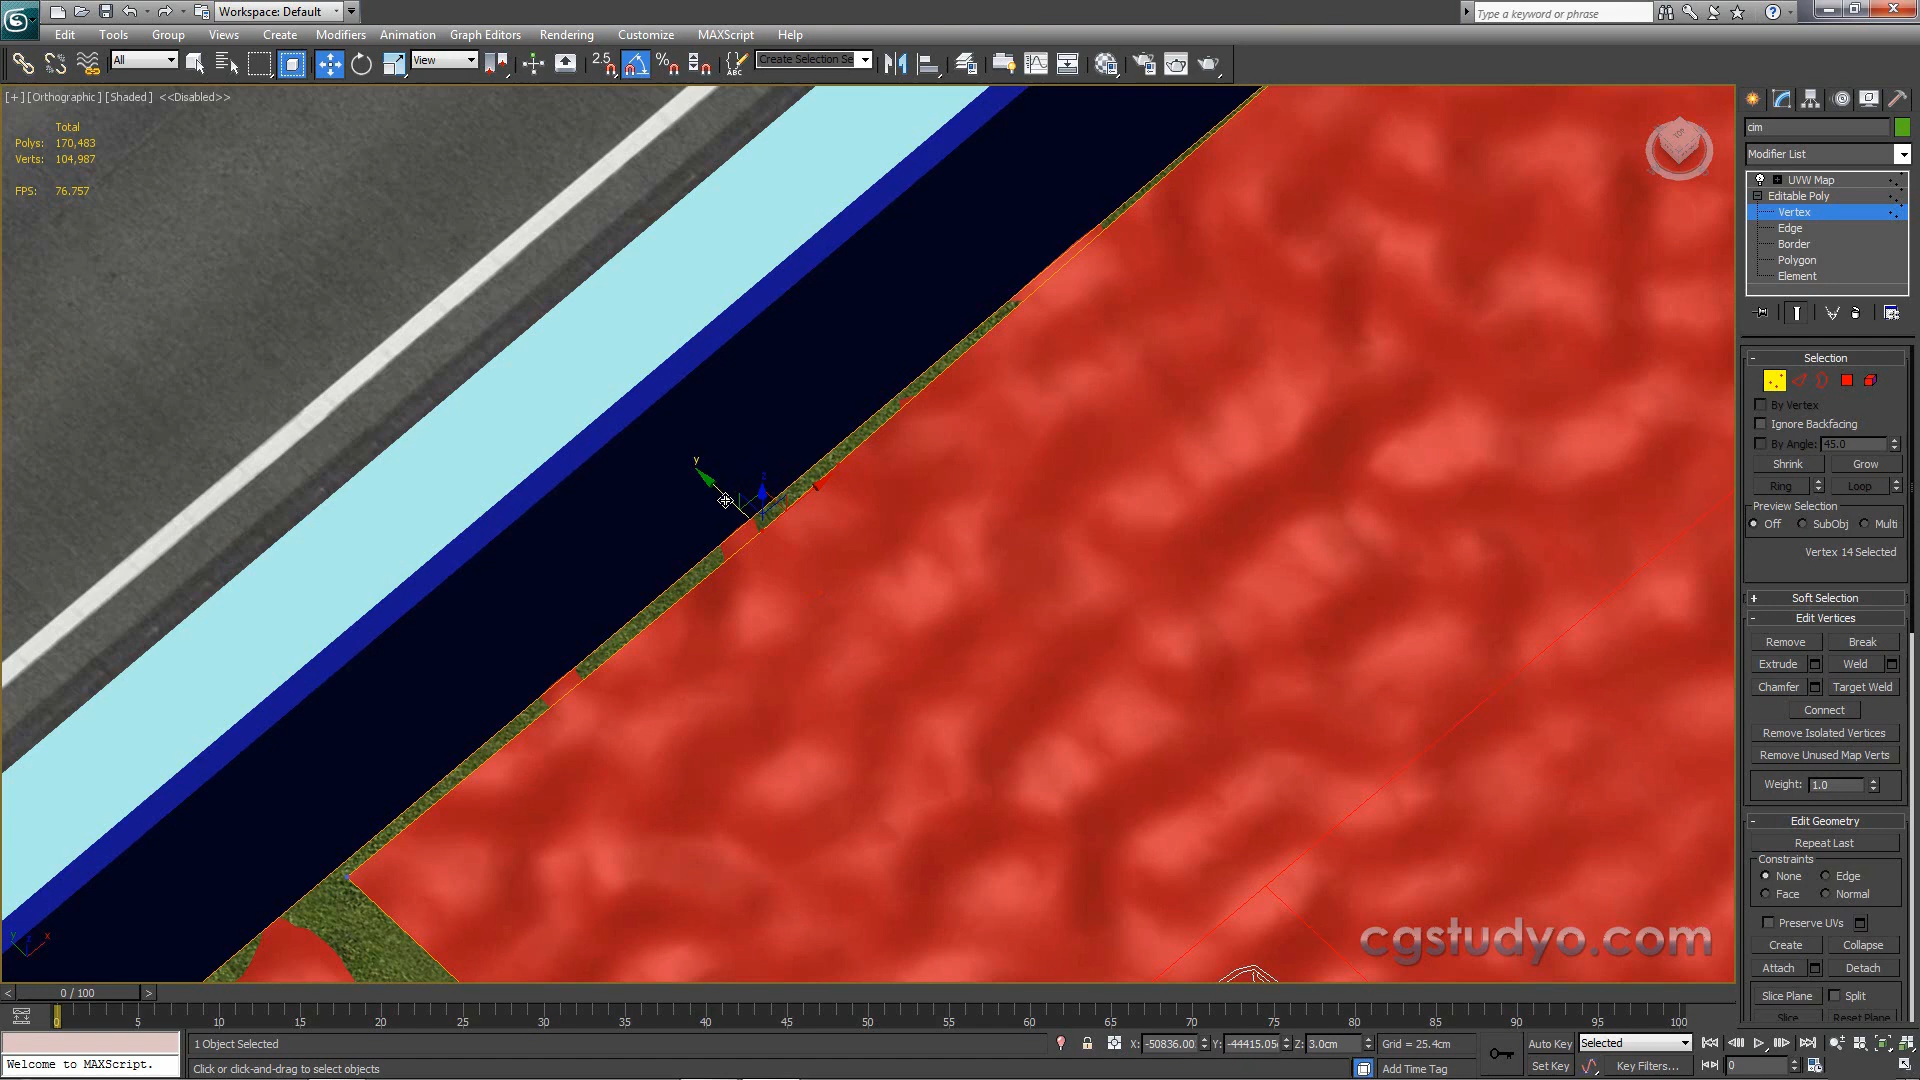 Workspace: Default
Type a keyword or phrase
Edit Tools Group Views Create Modifiers Animation Graph Editors Rendering Customize MAXScript Help
All View 2.5 Create Selection Se
[+][Orthographic][Shaded] <<Disabled>>
Total
Polys: 170,483
Verts: 104,987
FPS: 76.757
cim
Modifier List
UVW Map
Editable Poly
Vertex
Edge
Border
Polygon
Element
- Selection
By Vertex
Ignore Backfacing
By Angle: 45.0
Shrink Grow
Ring Loop
Preview Selection
Off SubObj Multi
Vertex 14 Selected
+ Soft Selection
- Edit Vertices
Remove Break
Extrude Weld
Chamfer Target Weld
Connect
Remove Isolated Vertices
Remove Unused Map Verts
Weight: 1.0
- Edit Geometry
Repeat Last
Constraints
None Edge
Face Normal
Preserve UVs
Create Collapse
Attach Detach
Slice Plane Split
Slice Reset Plane
y
y x
cgstudyo.com
< 0 / 100 >
0 5 10 15 20 25 30 35 40 45 50 55 60 65 70 75 80 85 90 95 100
1 Object Selected X: -50836.00 Y: -44415.05 Z: 3.0cm Grid = 25.4cm Auto Key Selected
Welcome to MAXScript. Click or click-and-drag to select objects Add Time Tag Set Key Key Filters... 0